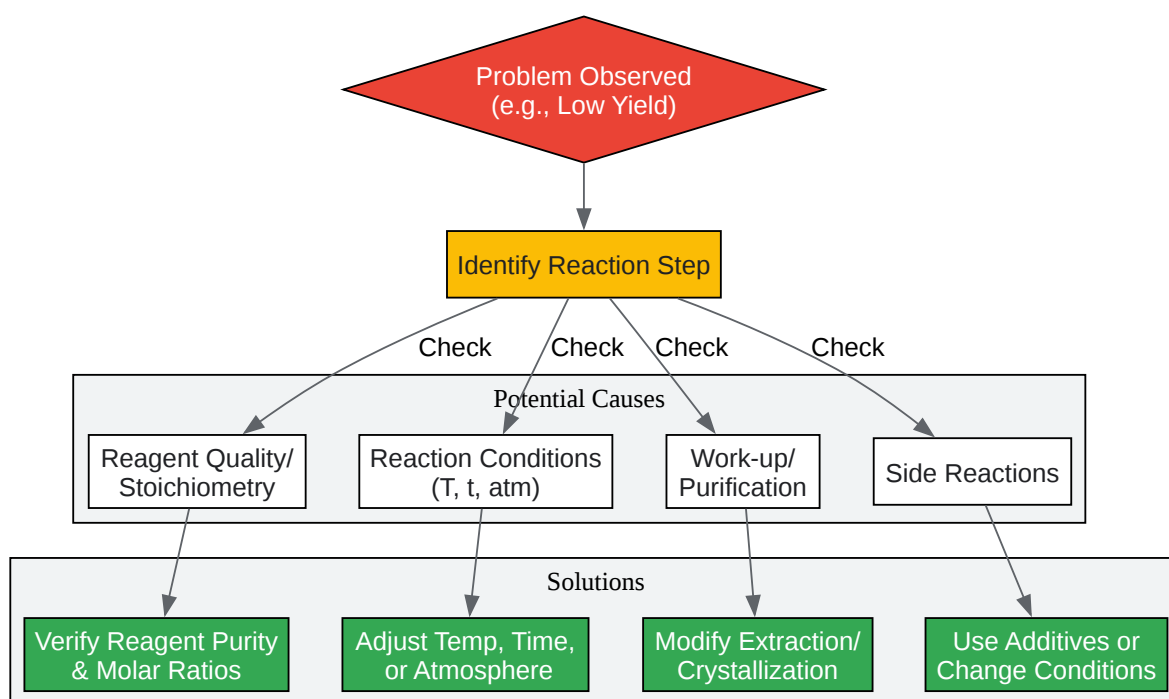 Problem Observed
(e.g., Low Yield)
Identify Reaction Step
Check
Check
Check
Check
Potential Causes
Reagent Quality/
Stoichiometry
Reaction Conditions
(T, t, atm)
Work-up/
Purification
Side Reactions
Solutions
Verify Reagent Purity
& Molar Ratios
Adjust Temp, Time,
or Atmosphere
Modify Extraction/
Crystallization
Use Additives or
Change Conditions